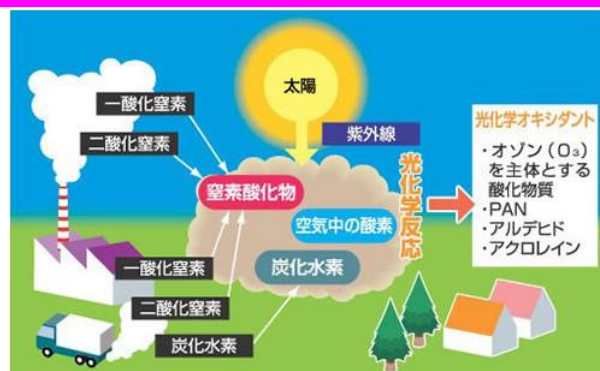 太陽
紫外線
一酸化窒素
二酸化窒素
窒素酸化物
空気中の酸素
炭化水素
光化学反応
一酸化窒素
二酸化窒素
炭化水素
光化学オキシダント
・オゾン（O₃）
を主体とする
酸化物質
・PAN
・アルデヒド
・アクロレイン